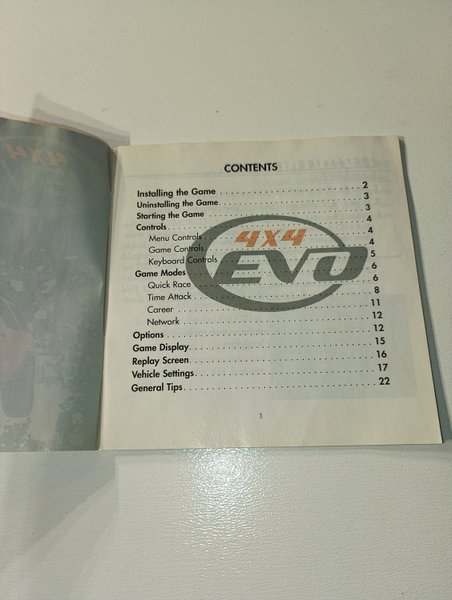 4X4
CONTENTS
Installing the Game . . . . . . . . . . . . . . . . . . . . 2
Uninstalling the Game. . . . . . . . . . . . . . . . . . . 3
Starting the Game . . . . . . . . . . . . . . . . . . . . . 3
Controls . . . . . . . . . . . . . . . . . . . . . . . . . . . . 4
Menu Controls . . . . . . . . . . . . . . . . . . . . . . 4
Game Controls . . . . . . . . . . . . . . . . . . . . . . 4
Keyboard Controls . . . . . . . . . . . . . . . . . . . 5
Game Modes . . . . . . . . . . . . . . . . . . . . . . . . 6
Quick Race . . . . . . . . . . . . . . . . . . . . . . . . 6
Time Attack . . . . . . . . . . . . . . . . . . . . . . . . 8
Career . . . . . . . . . . . . . . . . . . . . . . . . . . . 11
Network . . . . . . . . . . . . . . . . . . . . . . . . . . 12
Options . . . . . . . . . . . . . . . . . . . . . . . . . . . . 12
Game Display. . . . . . . . . . . . . . . . . . . . . . . . 15
Replay Screen . . . . . . . . . . . . . . . . . . . . . . . 16
Vehicle Settings. . . . . . . . . . . . . . . . . . . . . . 17
General Tips . . . . . . . . . . . . . . . . . . . . . . . . 22
4X4
EVO
1